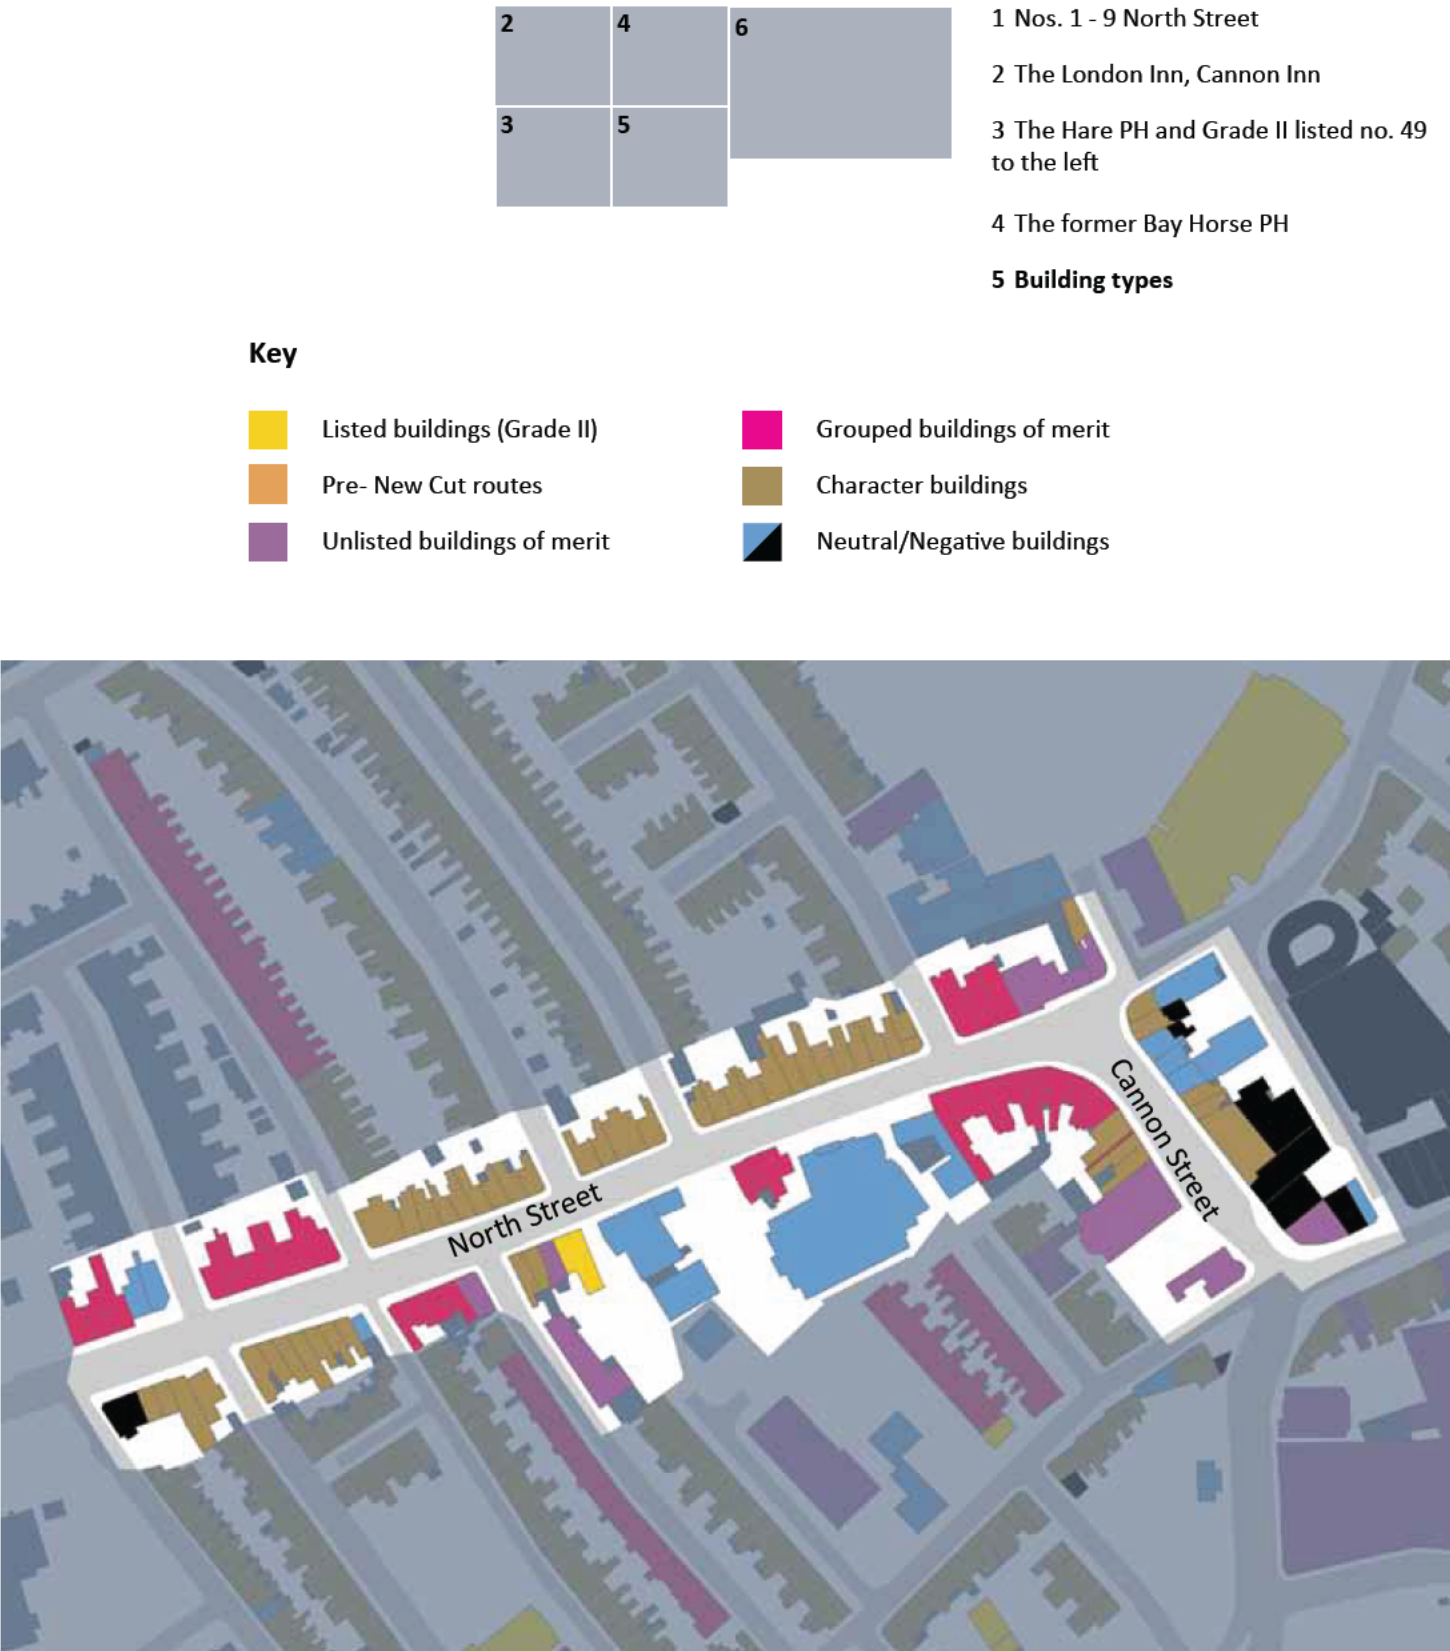 2
4
6
3
5
1 Nos. 1 - 9 North Street
2 The London Inn, Cannon Inn
3 The Hare PH and Grade II listed no. 49
to the left
4 The former Bay Horse PH
5 Building types
Key
Listed buildings (Grade II)
Pre- New Cut routes
Unlisted buildings of merit
Grouped buildings of merit
Character buildings
Neutral/Negative buildings
Cannon Street
North Street